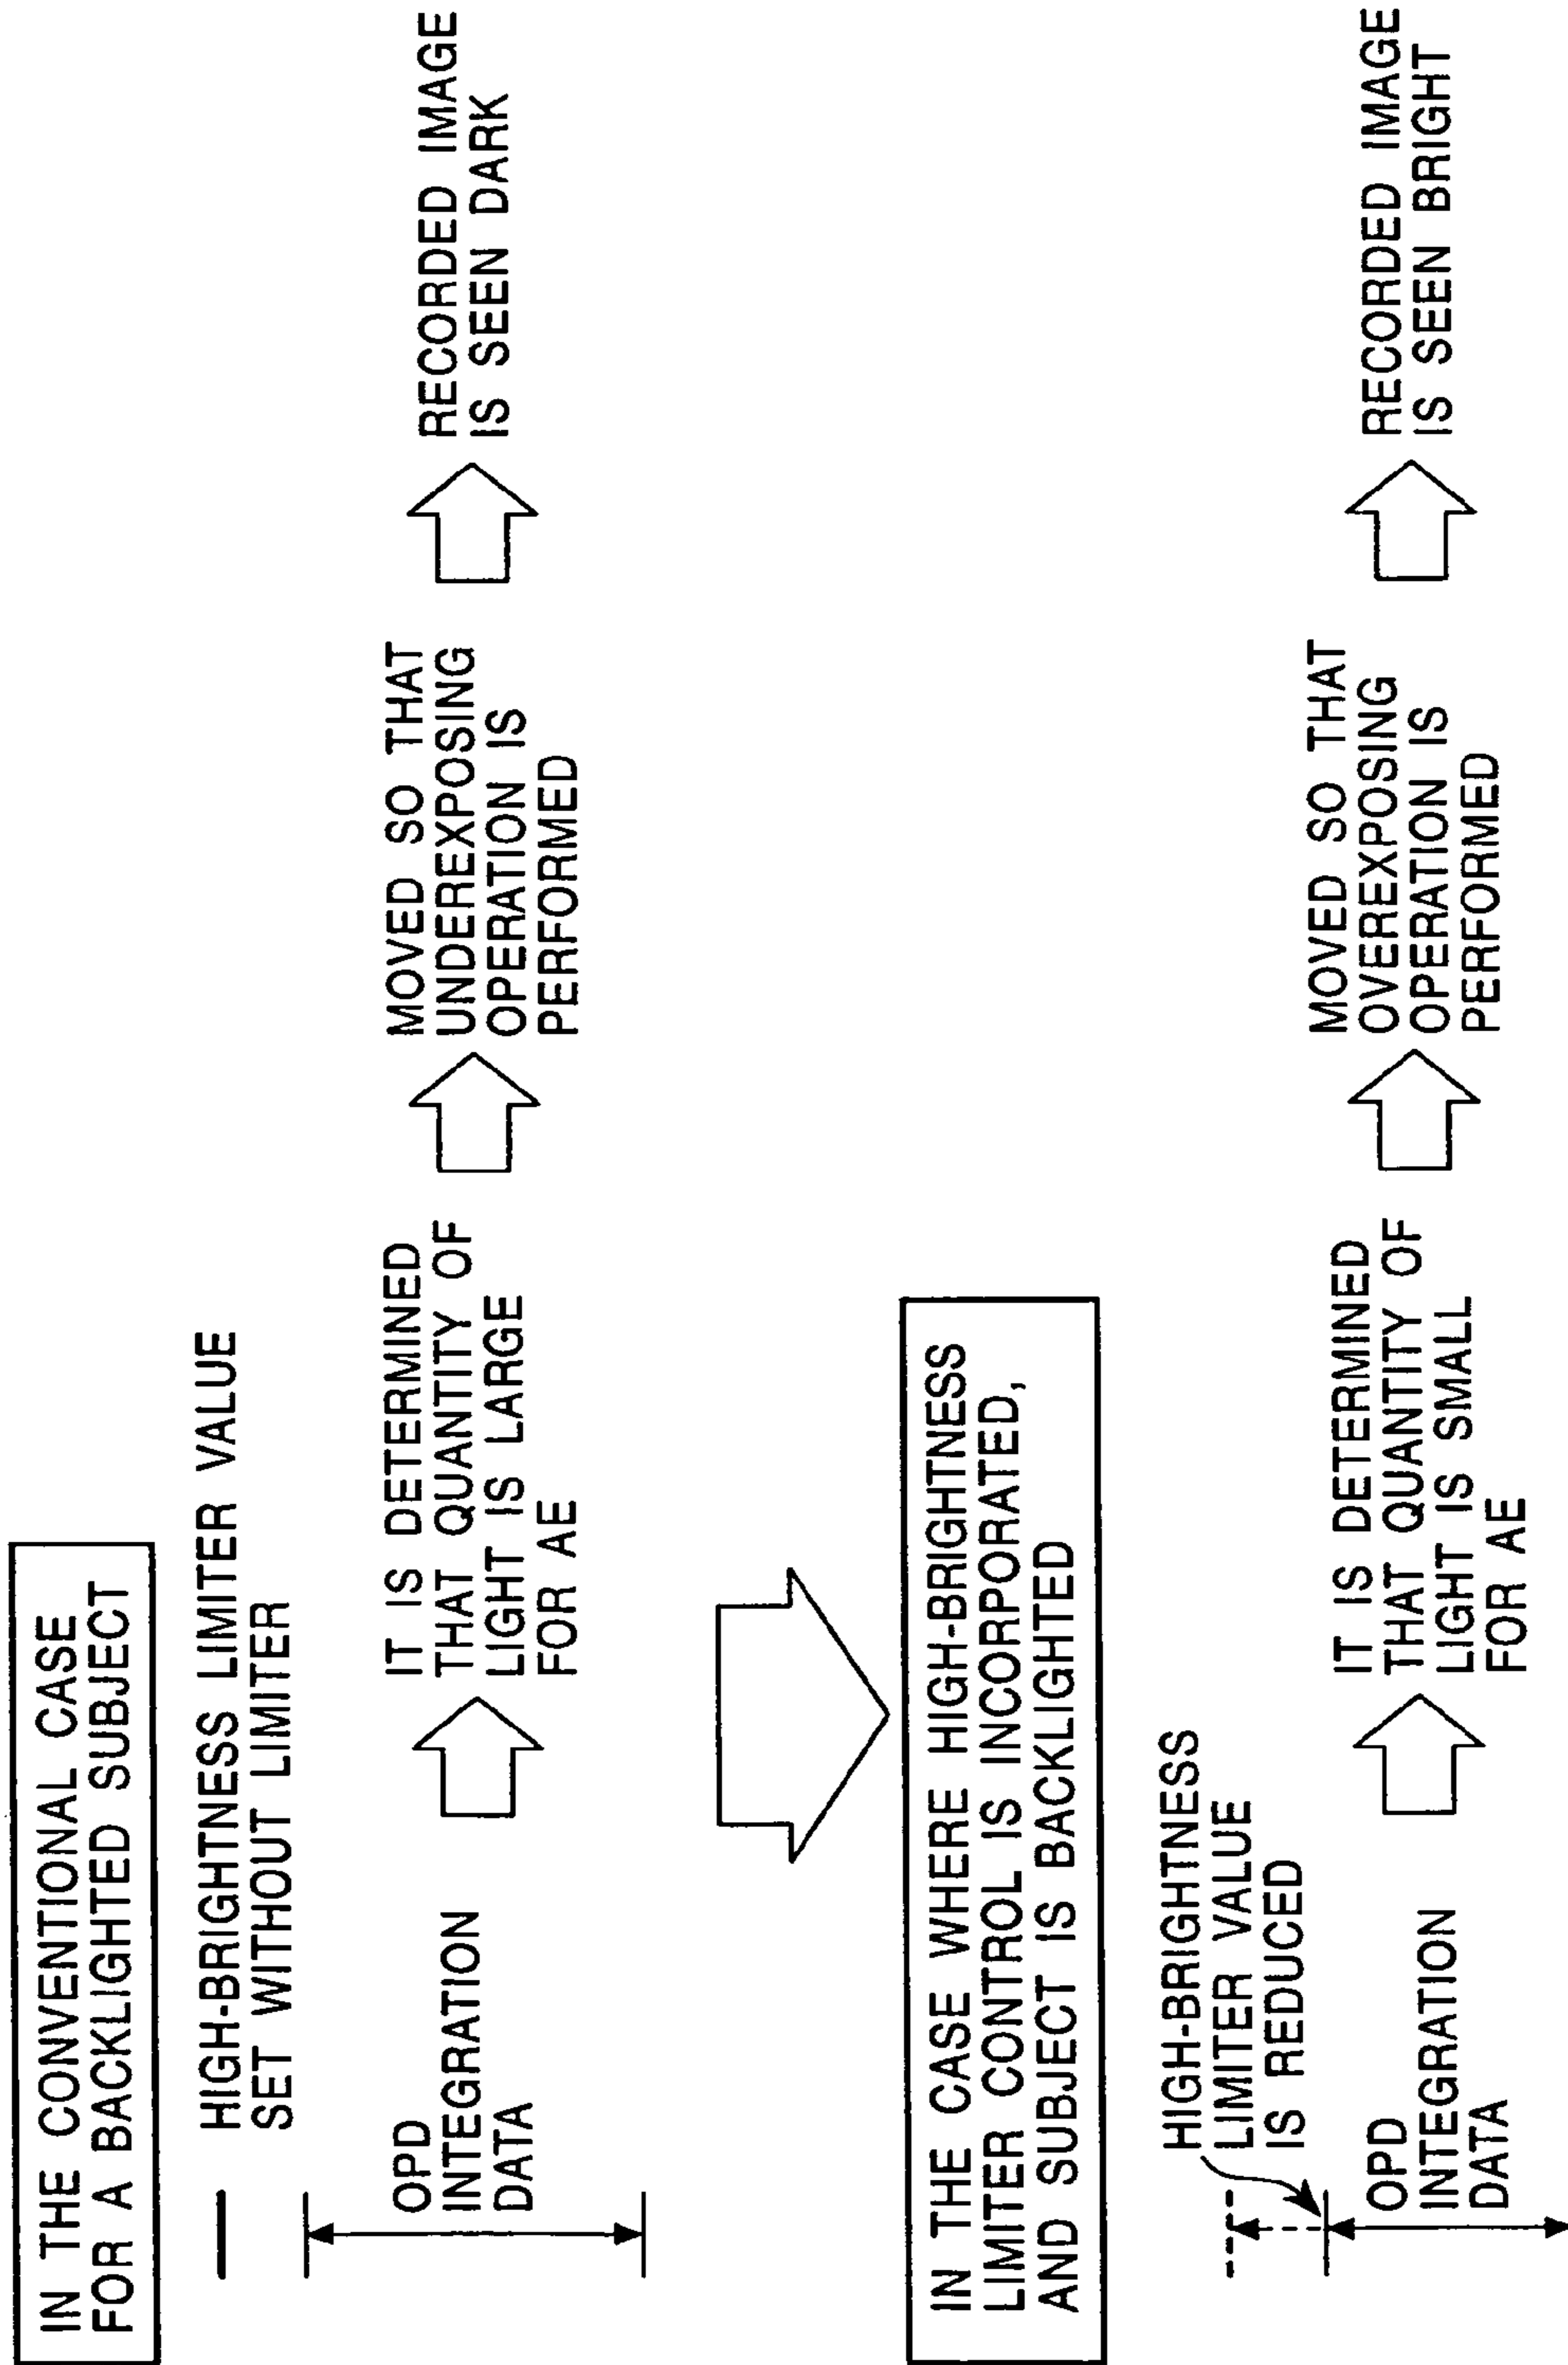 IN THE CONVENTIONAL CASE
FOR A BACKLIGHTED SUBJECT
HIGH-BRIGHTNESS LIMITER VALUE
SET WITHOUT LIMITER
OPD
INTEGRATION
DATA
IT IS DETERMINED
THAT QUANTITY OF
LIGHT IS LARGE
FOR AE
MOVED SO THAT
UNDEREXPOSING
OPERATION IS
PERFORMED
RECORDED IMAGE
IS SEEN DARK
IN THE CASE WHERE HIGH-BRIGHTNESS
LIMITER CONTROL IS INCORPORATED,
AND SUBJECT IS BACKLIGHTED
HIGH-BRIGHTNESS
LIMITER VALUE
IS REDUCED
OPD
INTEGRATION
DATA
IT IS DETERMINED
THAT QUANTITY OF
LIGHT IS SMALL
FOR AE
MOVED SO THAT
OVEREXPOSING
OPERATION IS
PERFORMED
RECORDED IMAGE
IS SEEN BRIGHT